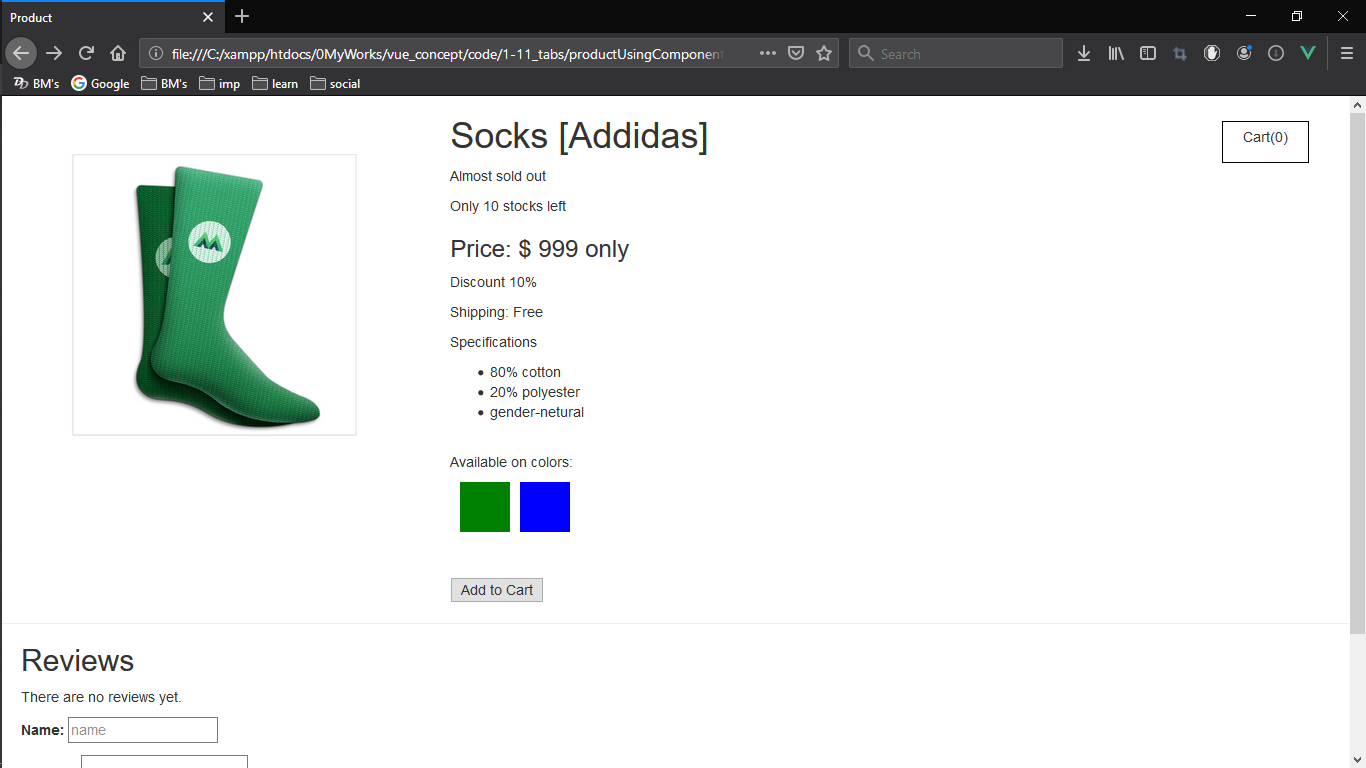 Product
file:///C:/xampp/htdocs/0MyWorks/vue_concept/code/1-11_tabs/productUsingComponent
Search
BM's
Google
BM's
imp
learn
social
Socks [Addidas]
Cart(0)
Almost sold out
Only 10 stocks left
Price: $ 999 only
Discount 10%
Shipping: Free
Specifications
80% cotton
20% polyester
gender-netural
Available on colors:
Add to Cart
Reviews
There are no reviews yet.
Name: name